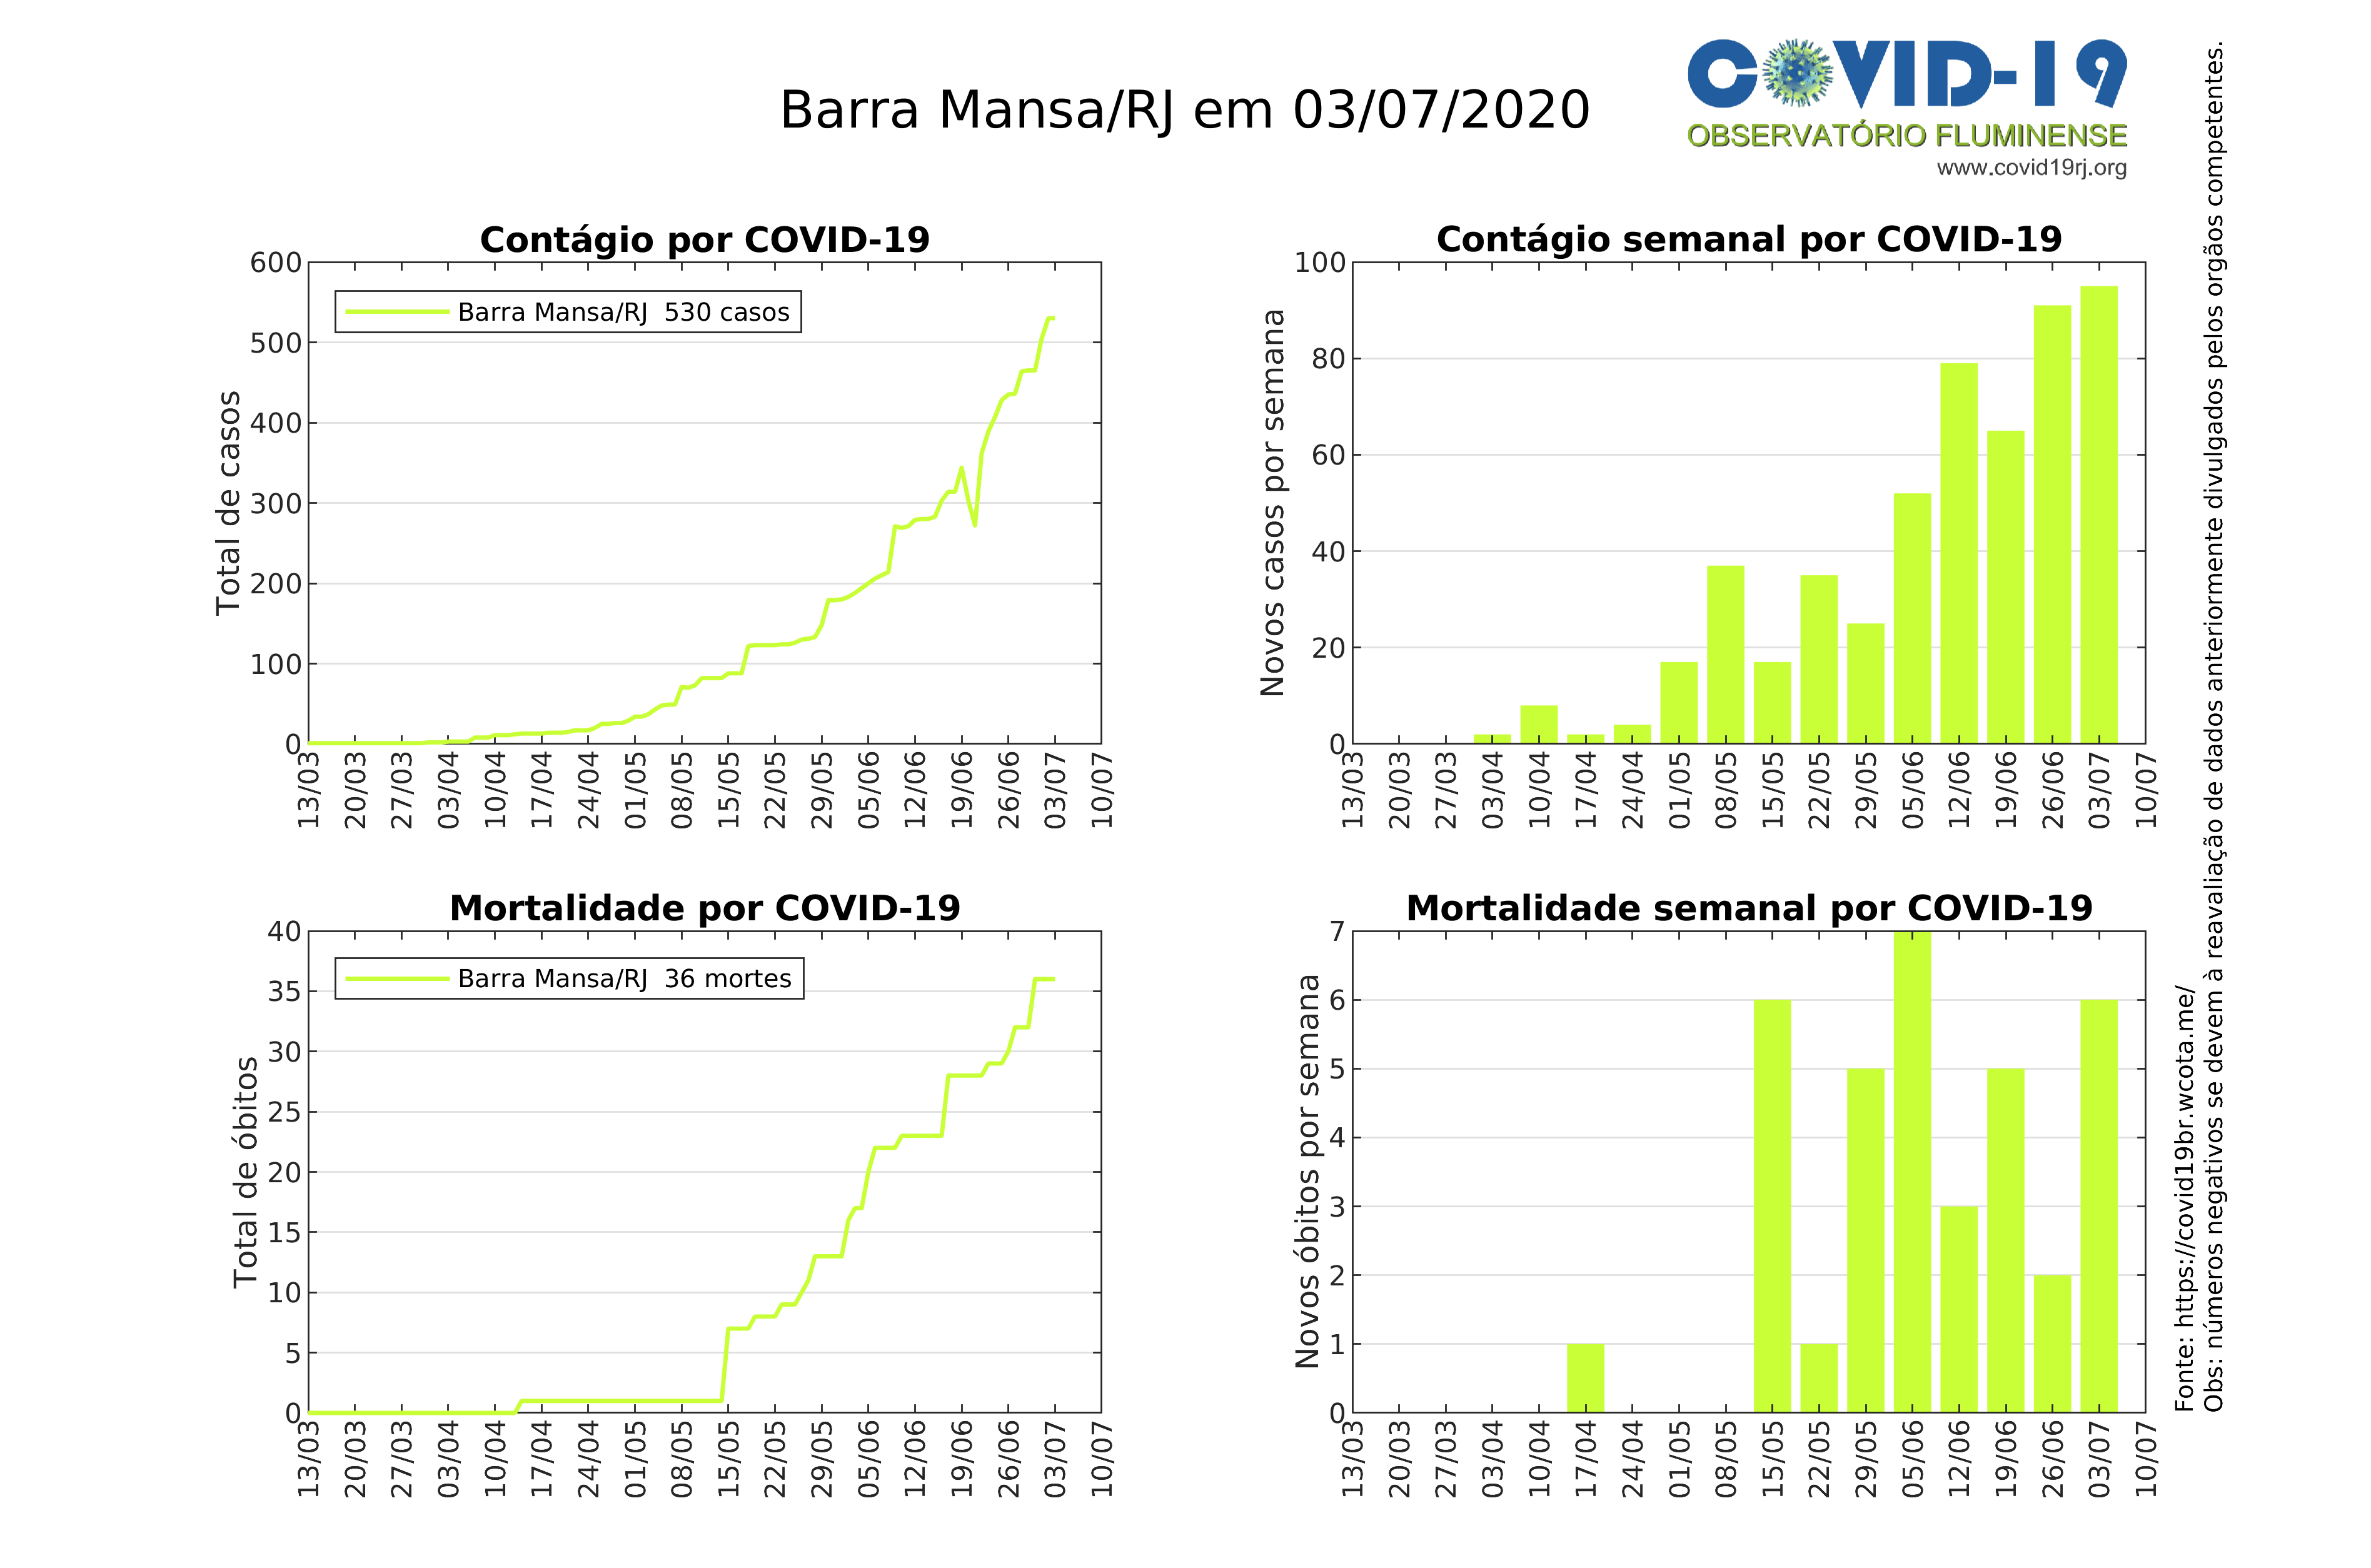 Barra Mansa/RJ em 03/07/2020
COVID-19
OBSERVATÓRIO FLUMINENSE
www.covid19rj.org
Contágio por COVID-19
Total de casos
600
500
400
300
200
100
0
Barra Mansa/RJ  530 casos
13/03 20/03 27/03 03/04 10/04 17/04 24/04 01/05 08/05 15/05 22/05 29/05 05/06 12/06 19/06 26/06 03/07 10/07
Contágio semanal por COVID-19
Novos casos por semana
100
80
60
40
20
0
13/03 20/03 27/03 03/04 10/04 17/04 24/04 01/05 08/05 15/05 22/05 29/05 05/06 12/06 19/06 26/06 03/07 10/07
Mortalidade por COVID-19
Total de óbitos
40
35
30
25
20
15
10
5
0
Barra Mansa/RJ  36 mortes
13/03 20/03 27/03 03/04 10/04 17/04 24/04 01/05 08/05 15/05 22/05 29/05 05/06 12/06 19/06 26/06 03/07 10/07
Mortalidade semanal por COVID-19
Novos óbitos por semana
7
6
5
4
3
2
1
0
13/03 20/03 27/03 03/04 10/04 17/04 24/04 01/05 08/05 15/05 22/05 29/05 05/06 12/06 19/06 26/06 03/07 10/07
Fonte: https://covid19br.wcota.me/
Obs: números negativos se devem à reavaliação de dados anteriormente divulgados pelos orgãos competentes.